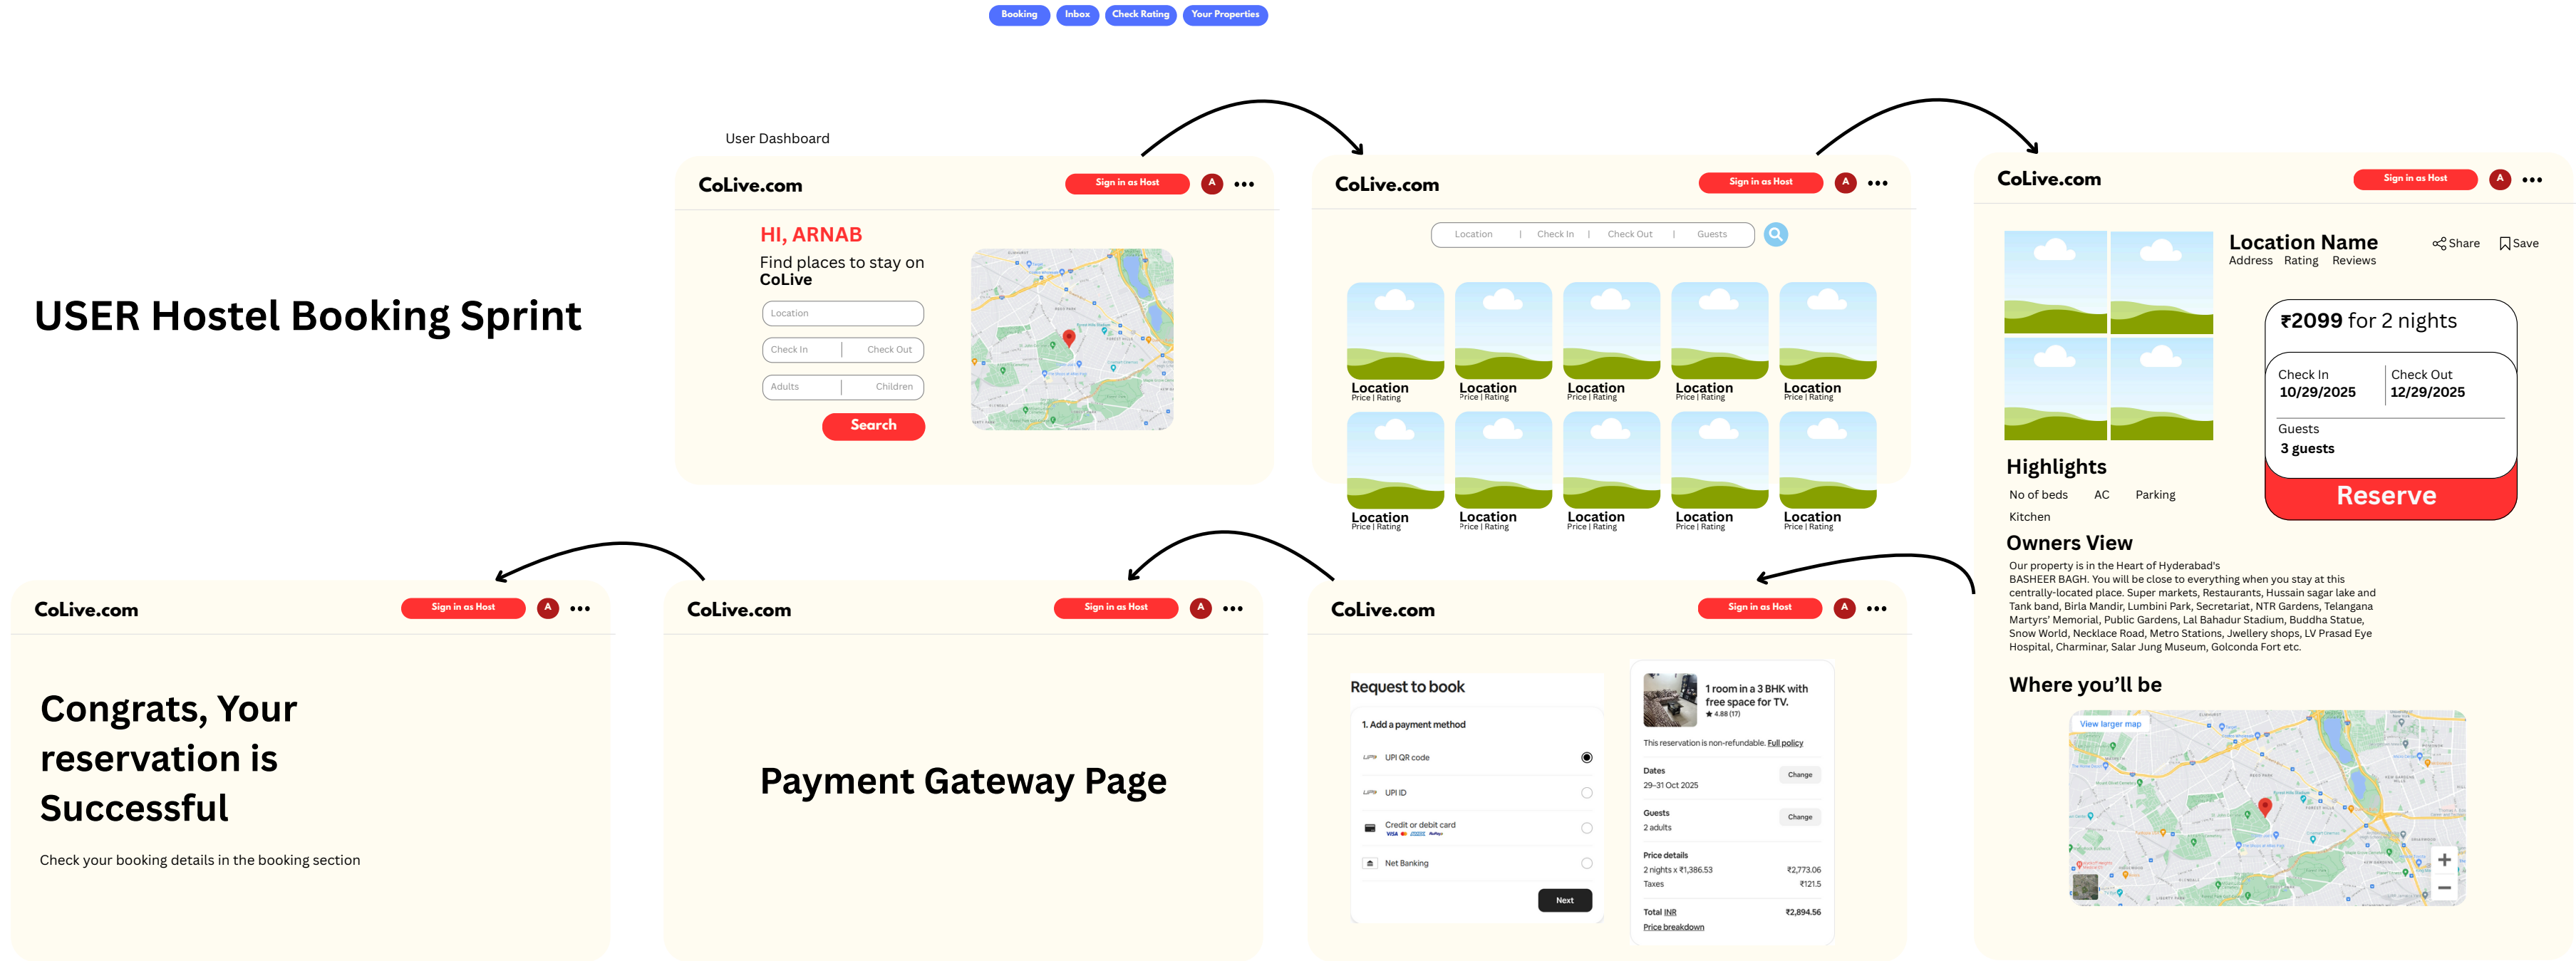 Booking
Inbox
Check Rating
Your Properties
USER Hostel Booking Sprint
User Dashboard
CoLive.com
Sign in as Host
A
HI, ARNAB
Find places to stay on
CoLive
Location
Check In | Check Out
Adults | Children
Search
CoLive.com
Sign in as Host
A
Location | Check In | Check Out | Guests
Location
Price | Rating
Location
Price | Rating
Location
Price | Rating
Location
Price | Rating
Location
Price | Rating
Location
Price | Rating
Location
Price | Rating
Location
Price | Rating
Location
Price | Rating
Location
Price | Rating
CoLive.com
Sign in as Host
A
Location Name
Address Rating Reviews
Share
Save
₹2099 for 2 nights
Check In
10/29/2025
Check Out
12/29/2025
Guests
3 guests
Reserve
Highlights
No of beds AC Parking
Kitchen
Owners View
Our property is in the Heart of Hyderabad's
BASHEER BAGH. You will be close to everything when you stay at this
centrally-located place. Super markets, Restaurants, Hussain sagar lake and
Tank band, Birla Mandir, Lumbini Park, Secretariat, NTR Gardens, Telangana
Martyrs' Memorial, Public Gardens, Lal Bahadur Stadium, Buddha Statue,
Snow World, Necklace Road, Metro Stations, Jwellery shops, LV Prasad Eye
Hospital, Charminar, Salar Jung Museum, Golconda Fort etc.
Where you'll be
View larger map
CoLive.com
Sign in as Host
A
Request to book
1. Add a payment method
UPI QR code
UPI ID
Credit or debit card
VISA
Net Banking
Next
1 room in a 3 BHK with
free space for TV.
★ 4.88 (17)
This reservation is non-refundable. Full policy
Dates
29–31 Oct 2025
Change
Guests
2 adults
Change
Price details
2 nights x ₹1,386.53 ₹2,773.06
Taxes ₹121.5
Total INR ₹2,894.56
Price breakdown
CoLive.com
Sign in as Host
A
Payment Gateway Page
CoLive.com
Sign in as Host
A
Congrats, Your
reservation is
Successful
Check your booking details in the booking section